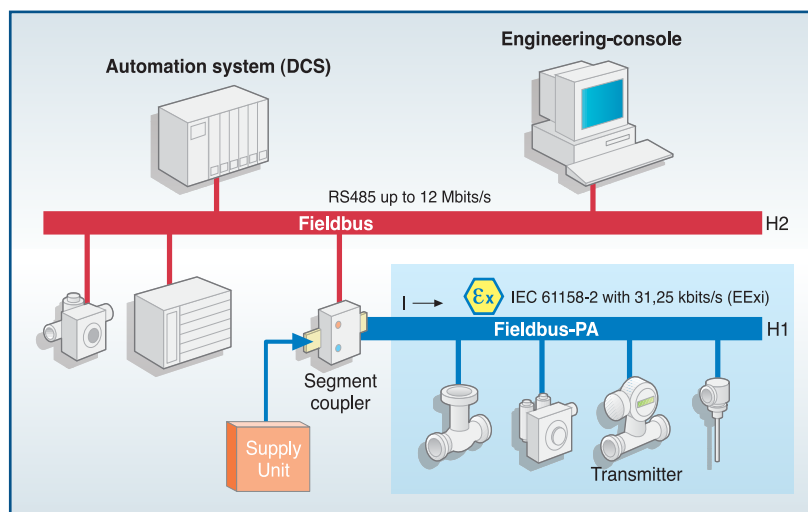 Engineering-console
Automation system (DCS)
RS485 up to 12 Mbits/s
Fieldbus
H2
I
εx
IEC 61158-2 with 31,25 kbits/s (EExi)
Fieldbus-PA
H1
Segment
coupler
Supply
Unit
Transmitter